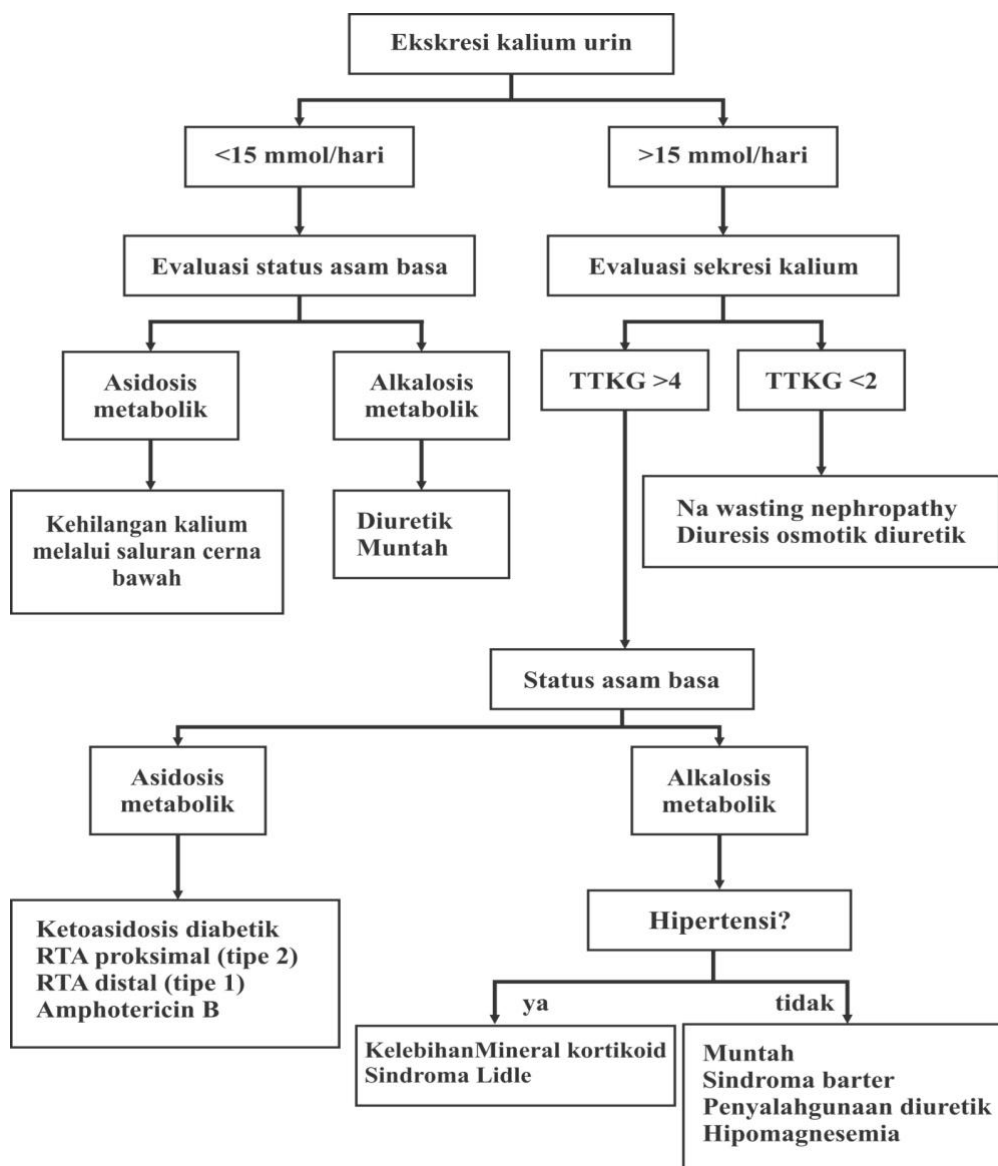 Ekskresi kalium urin
<15 mmol/hari
>15 mmol/hari
Evaluasi status asam basa
Evaluasi sekresi kalium
Asidosis
metabolik
Alkalosis
metabolik
TTKG >4
TTKG <2
Kehilangan kalium
melalui saluran cerna
bawah
Diuretik
Muntah
Na wasting nephropathy
Diuresis osmotik diuretik
Status asam basa
Asidosis
metabolik
Alkalosis
metabolik
Ketoasidosis diabetik
RTA proksimal (tipe 2)
RTA distal (tipe 1)
Amphotericin B
Hipertensi?
ya
tidak
KelebihanMineral kortikoid
Sindroma Lidle
Muntah
Sindroma barter
Penyalahgunaan diuretik
Hipomagnesemia